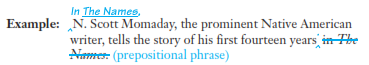 In The Names,
Example: N. Scott Momaday, the prominent Native American
writer, tells the story of his first fourteen years. in The
Names. (prepositional phrase)